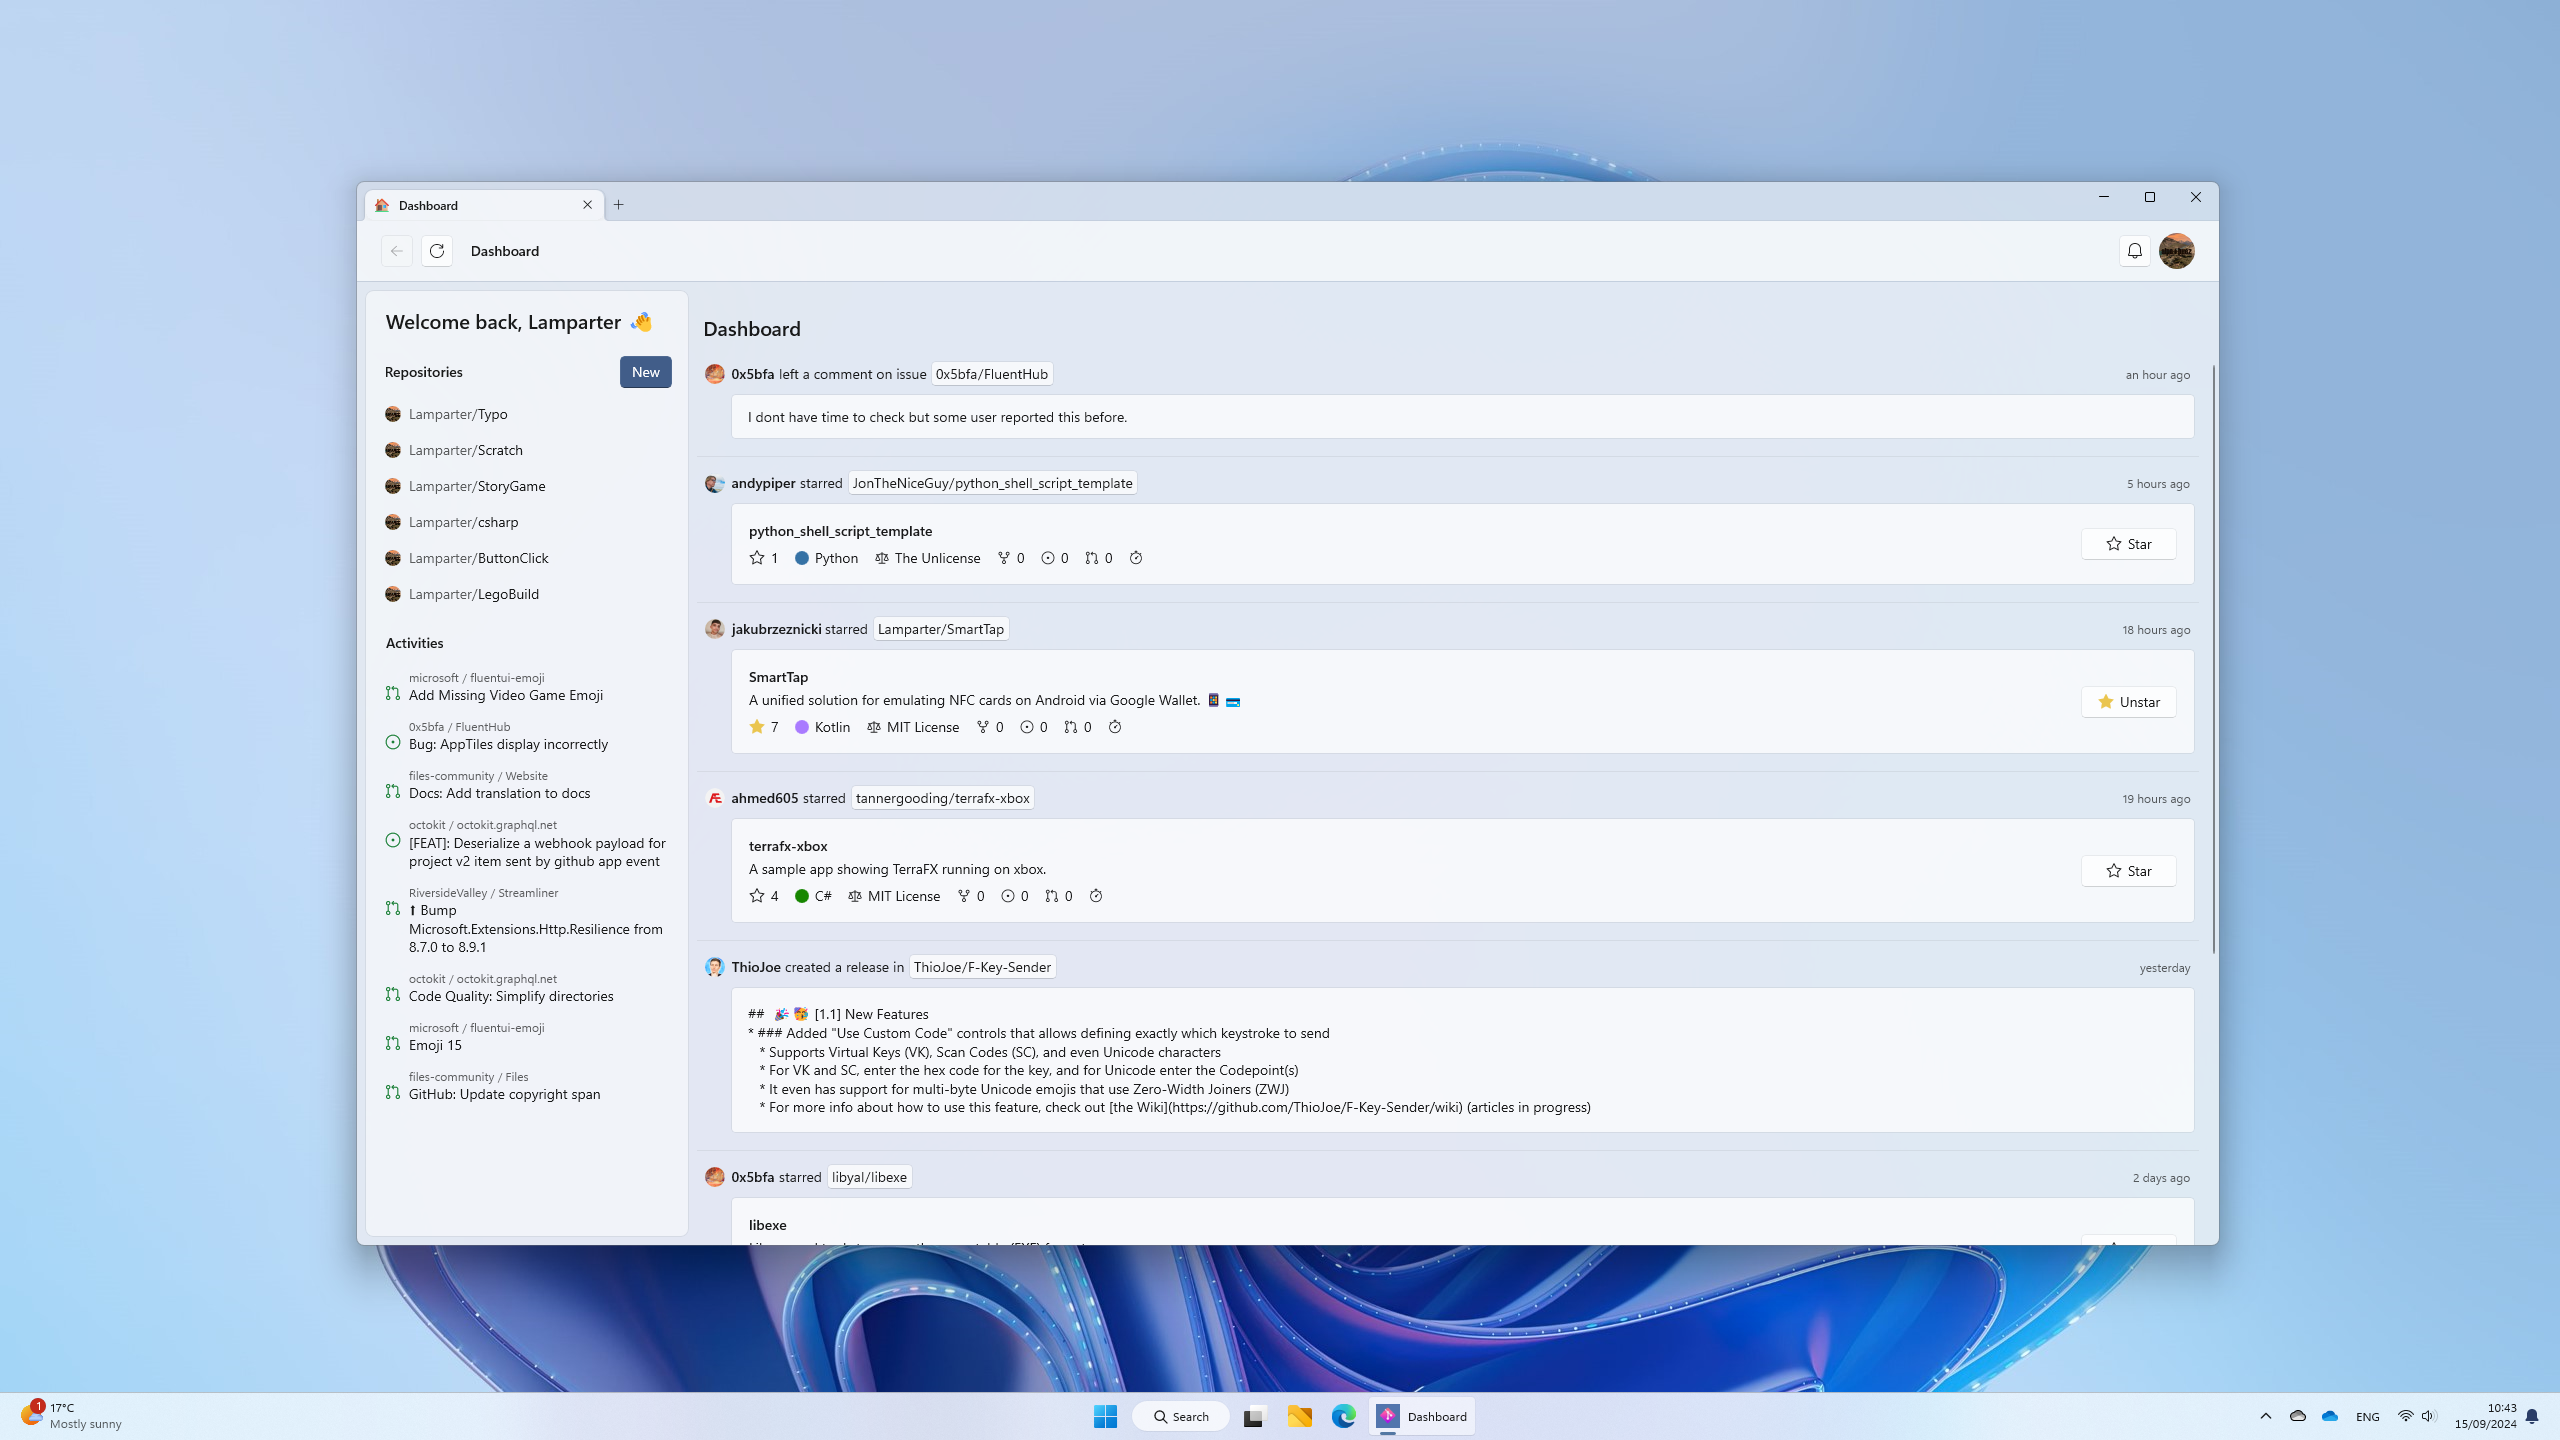 Dashboard
Dashboard
Welcome back, Lamparter 👋
Repositories
New
Lamparter/Typo
Lamparter/Scratch
Lamparter/StoryGame
Lamparter/csharp
Lamparter/ButtonClick
Lamparter/LegoBuild
Activities
microsoft / fluentui-emoji
Add Missing Video Game Emoji
0x5bfa / FluentHub
Bug: AppTiles display incorrectly
files-community / Website
Docs: Add translation to docs
octokit / octokit.graphql.net
[FEAT]: Deserialize a webhook payload for
project v2 item sent by github app event
RiversideValley / Streamliner
⬆ Bump
Microsoft.Extensions.Http.Resilience from
8.7.0 to 8.9.1
octokit / octokit.graphql.net
Code Quality: Simplify directories
microsoft / fluentui-emoji
Emoji 15
files-community / Files
GitHub: Update copyright span
Dashboard
0x5bfa left a comment on issue 0x5bfa/FluentHub an hour ago
I dont have time to check but some user reported this before.
andypiper starred JonTheNiceGuy/python_shell_script_template 5 hours ago
python_shell_script_template
1 Python The Unlicense 0 0 0
Star
jakubrzeznicki starred Lamparter/SmartTap 18 hours ago
SmartTap
A unified solution for emulating NFC cards on Android via Google Wallet. 📱 💳
7 Kotlin MIT License 0 0 0
Unstar
ahmed605 starred tannergooding/terrafx-xbox 19 hours ago
terrafx-xbox
A sample app showing TerraFX running on xbox.
4 C# MIT License 0 0 0
Star
ThioJoe created a release in ThioJoe/F-Key-Sender yesterday
## 🎉 🎁 [1.1] New Features
* ### Added "Use Custom Code" controls that allows defining exactly which keystroke to send
* Supports Virtual Keys (VK), Scan Codes (SC), and even Unicode characters
* For VK and SC, enter the hex code for the key, and for Unicode enter the Codepoint(s)
* It even has support for multi-byte Unicode emojis that use Zero-Width Joiners (ZWJ)
* For more info about how to use this feature, check out [the Wiki](https://github.com/ThioJoe/F-Key-Sender/wiki) (articles in progress)
0x5bfa starred libyal/libexe 2 days ago
libexe
1
17°C
Mostly sunny
Search
Dashboard
ENG
10:43
15/09/2024